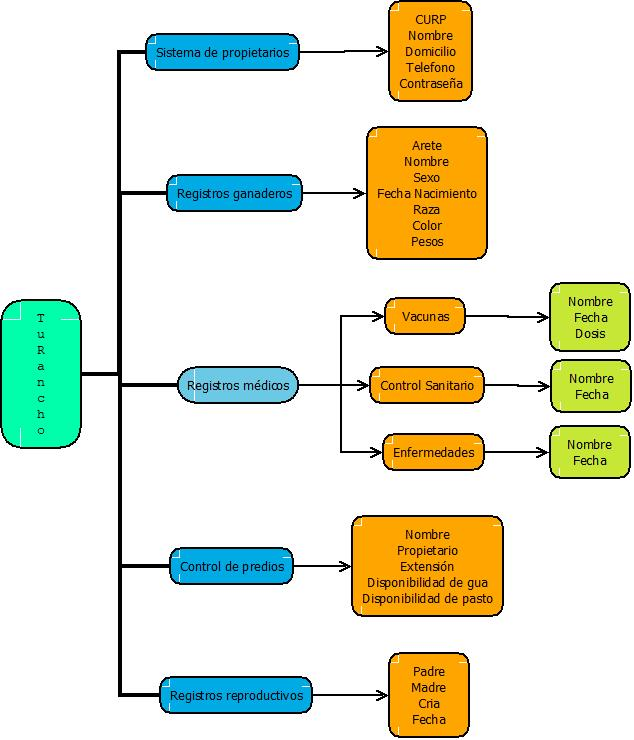 TuRancho
Sistema de propietarios
CURP
Nombre
Domicilio
Telefono
Contraseña
Registros ganaderos
Arete
Nombre
Sexo
Fecha Nacimiento
Raza
Color
Pesos
Registros médicos
Vacunas
Nombre
Fecha
Dosis
Control Sanitario
Nombre
Fecha
Enfermedades
Nombre
Fecha
Control de predios
Nombre
Propietario
Extensión
Disponibilidad de gua
Disponibilidad de pasto
Registros reproductivos
Padre
Madre
Cria
Fecha